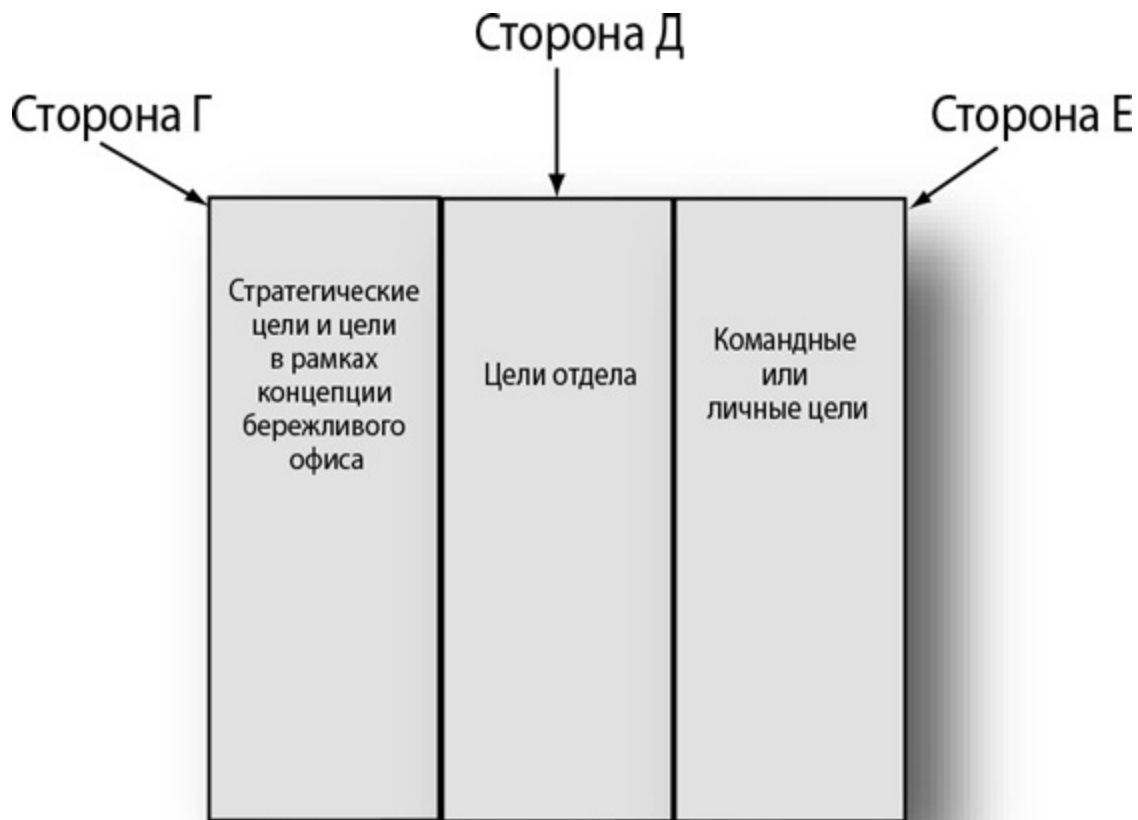 Сторона Д
Сторона Г
Сторона Е
Стратегические
цели и цели
в рамках
концепции
бережливого
офиса
Цели отдела
Командные
или
личные цели